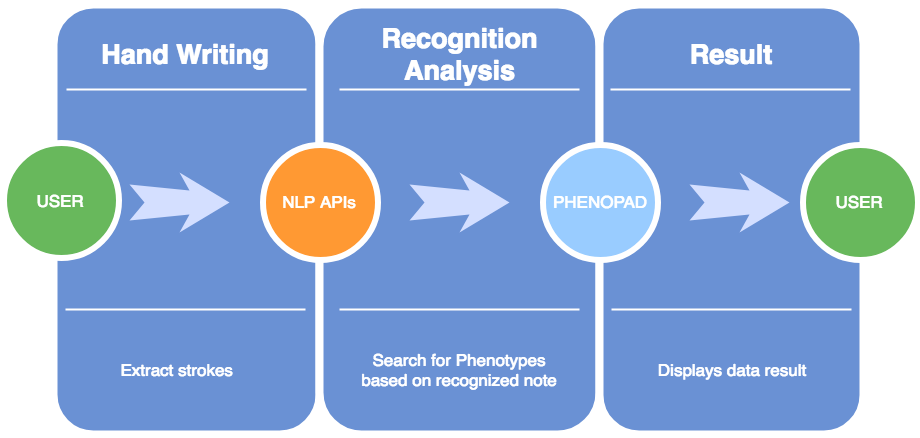 Hand Writing
Recognition
Analysis
Result
USER
NLP APIs
PHENOPAD
USER
Extract strokes
Search for Phenotypes
based on recognized note
Displays data result